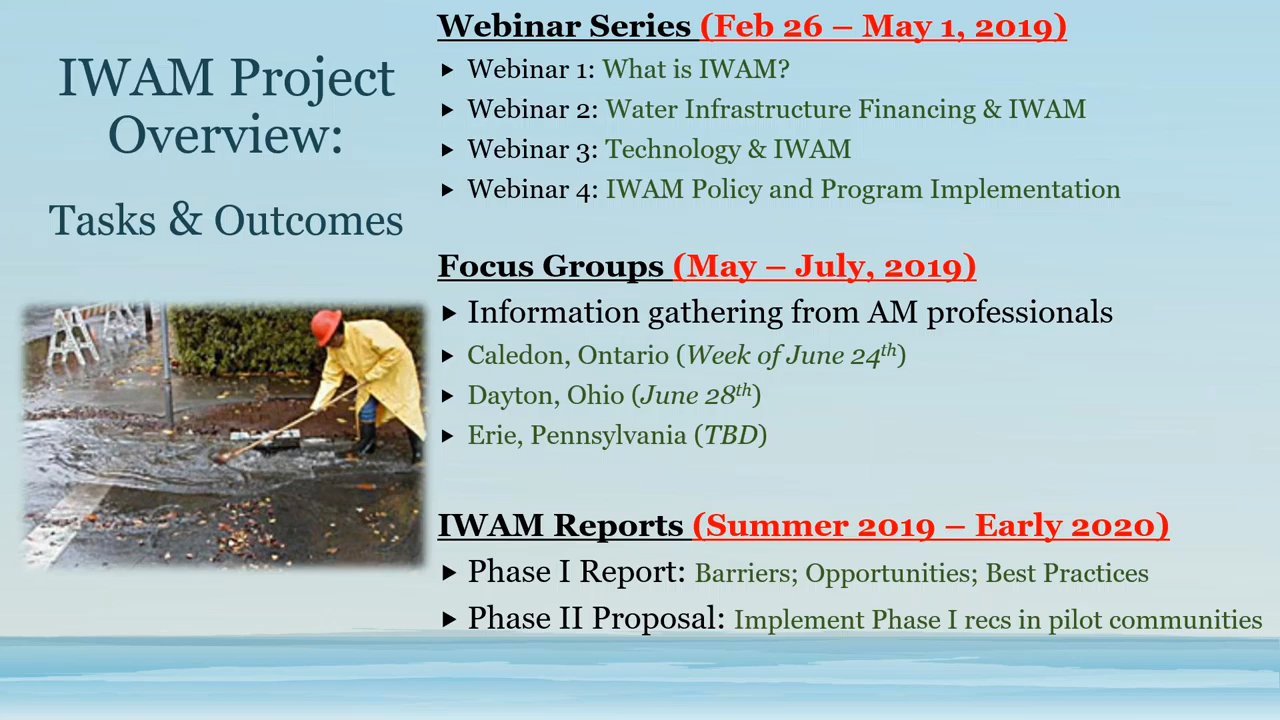 IWAM Project
Overview:
Tasks & Outcomes
Webinar Series (Feb 26 – May 1, 2019)
Webinar 1: What is IWAM?
Webinar 2: Water Infrastructure Financing & IWAM
Webinar 3: Technology & IWAM
Webinar 4: IWAM Policy and Program Implementation
Focus Groups (May – July, 2019)
Information gathering from AM professionals
Caledon, Ontario (Week of June 24th)
Dayton, Ohio (June 28th)
Erie, Pennsylvania (TBD)
IWAM Reports (Summer 2019 – Early 2020)
Phase I Report: Barriers; Opportunities; Best Practices
Phase II Proposal: Implement Phase I recs in pilot communities